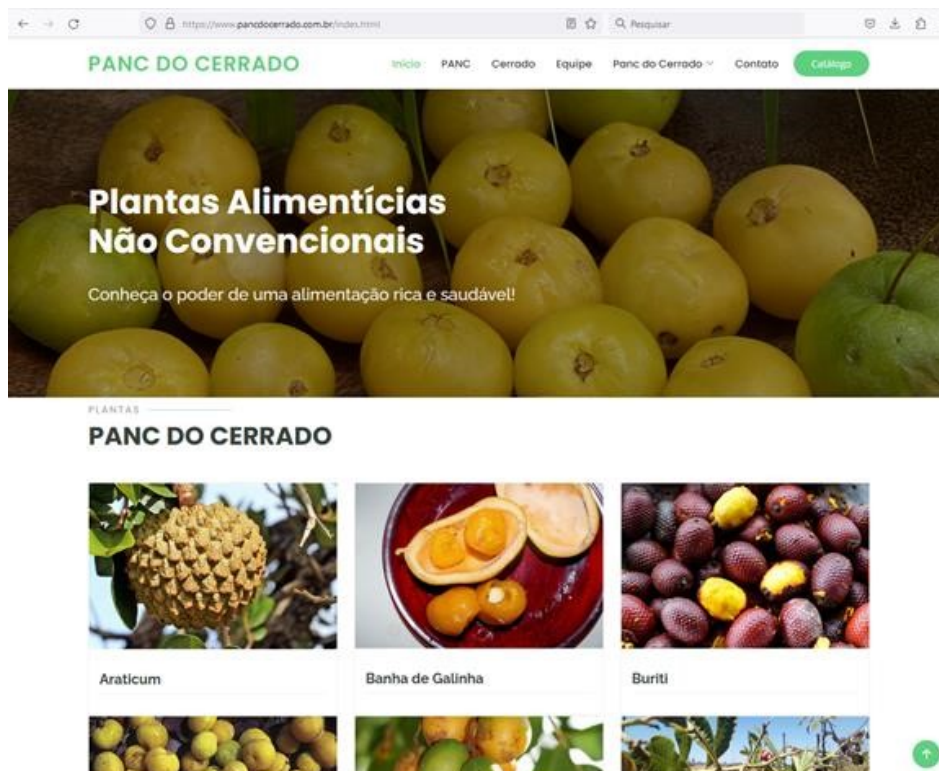 https://www.pancdocerrado.com.br/index.html
Pesquisar
PANC DO CERRADO
Início PANC Cerrado Equipe Panc do Cerrado Contato Catálogo
Plantas Alimentícias
Não Convencionais
Conheça o poder de uma alimentação rica e saudável!
PLANTAS
PANC DO CERRADO
Araticum Banha de Galinha Buriti